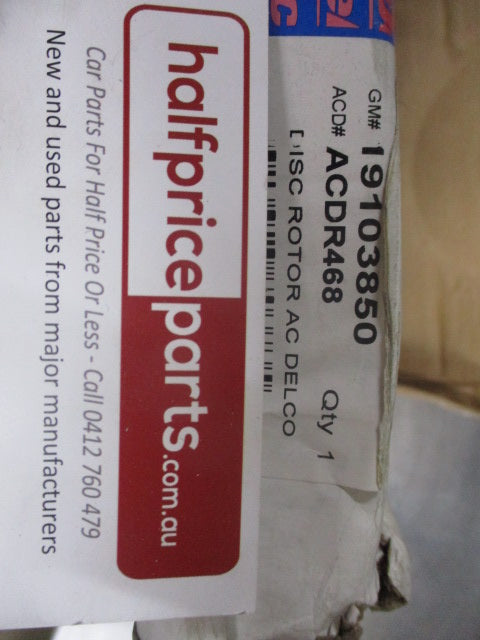 GM# 19103850
ACD# ACDR468 Qty 1
DISC ROTOR AC DELCO
halfpriceparts.com.au
Car Parts For Half Price Or Less - Call 0412 760 479
New and used parts from major manufacturers